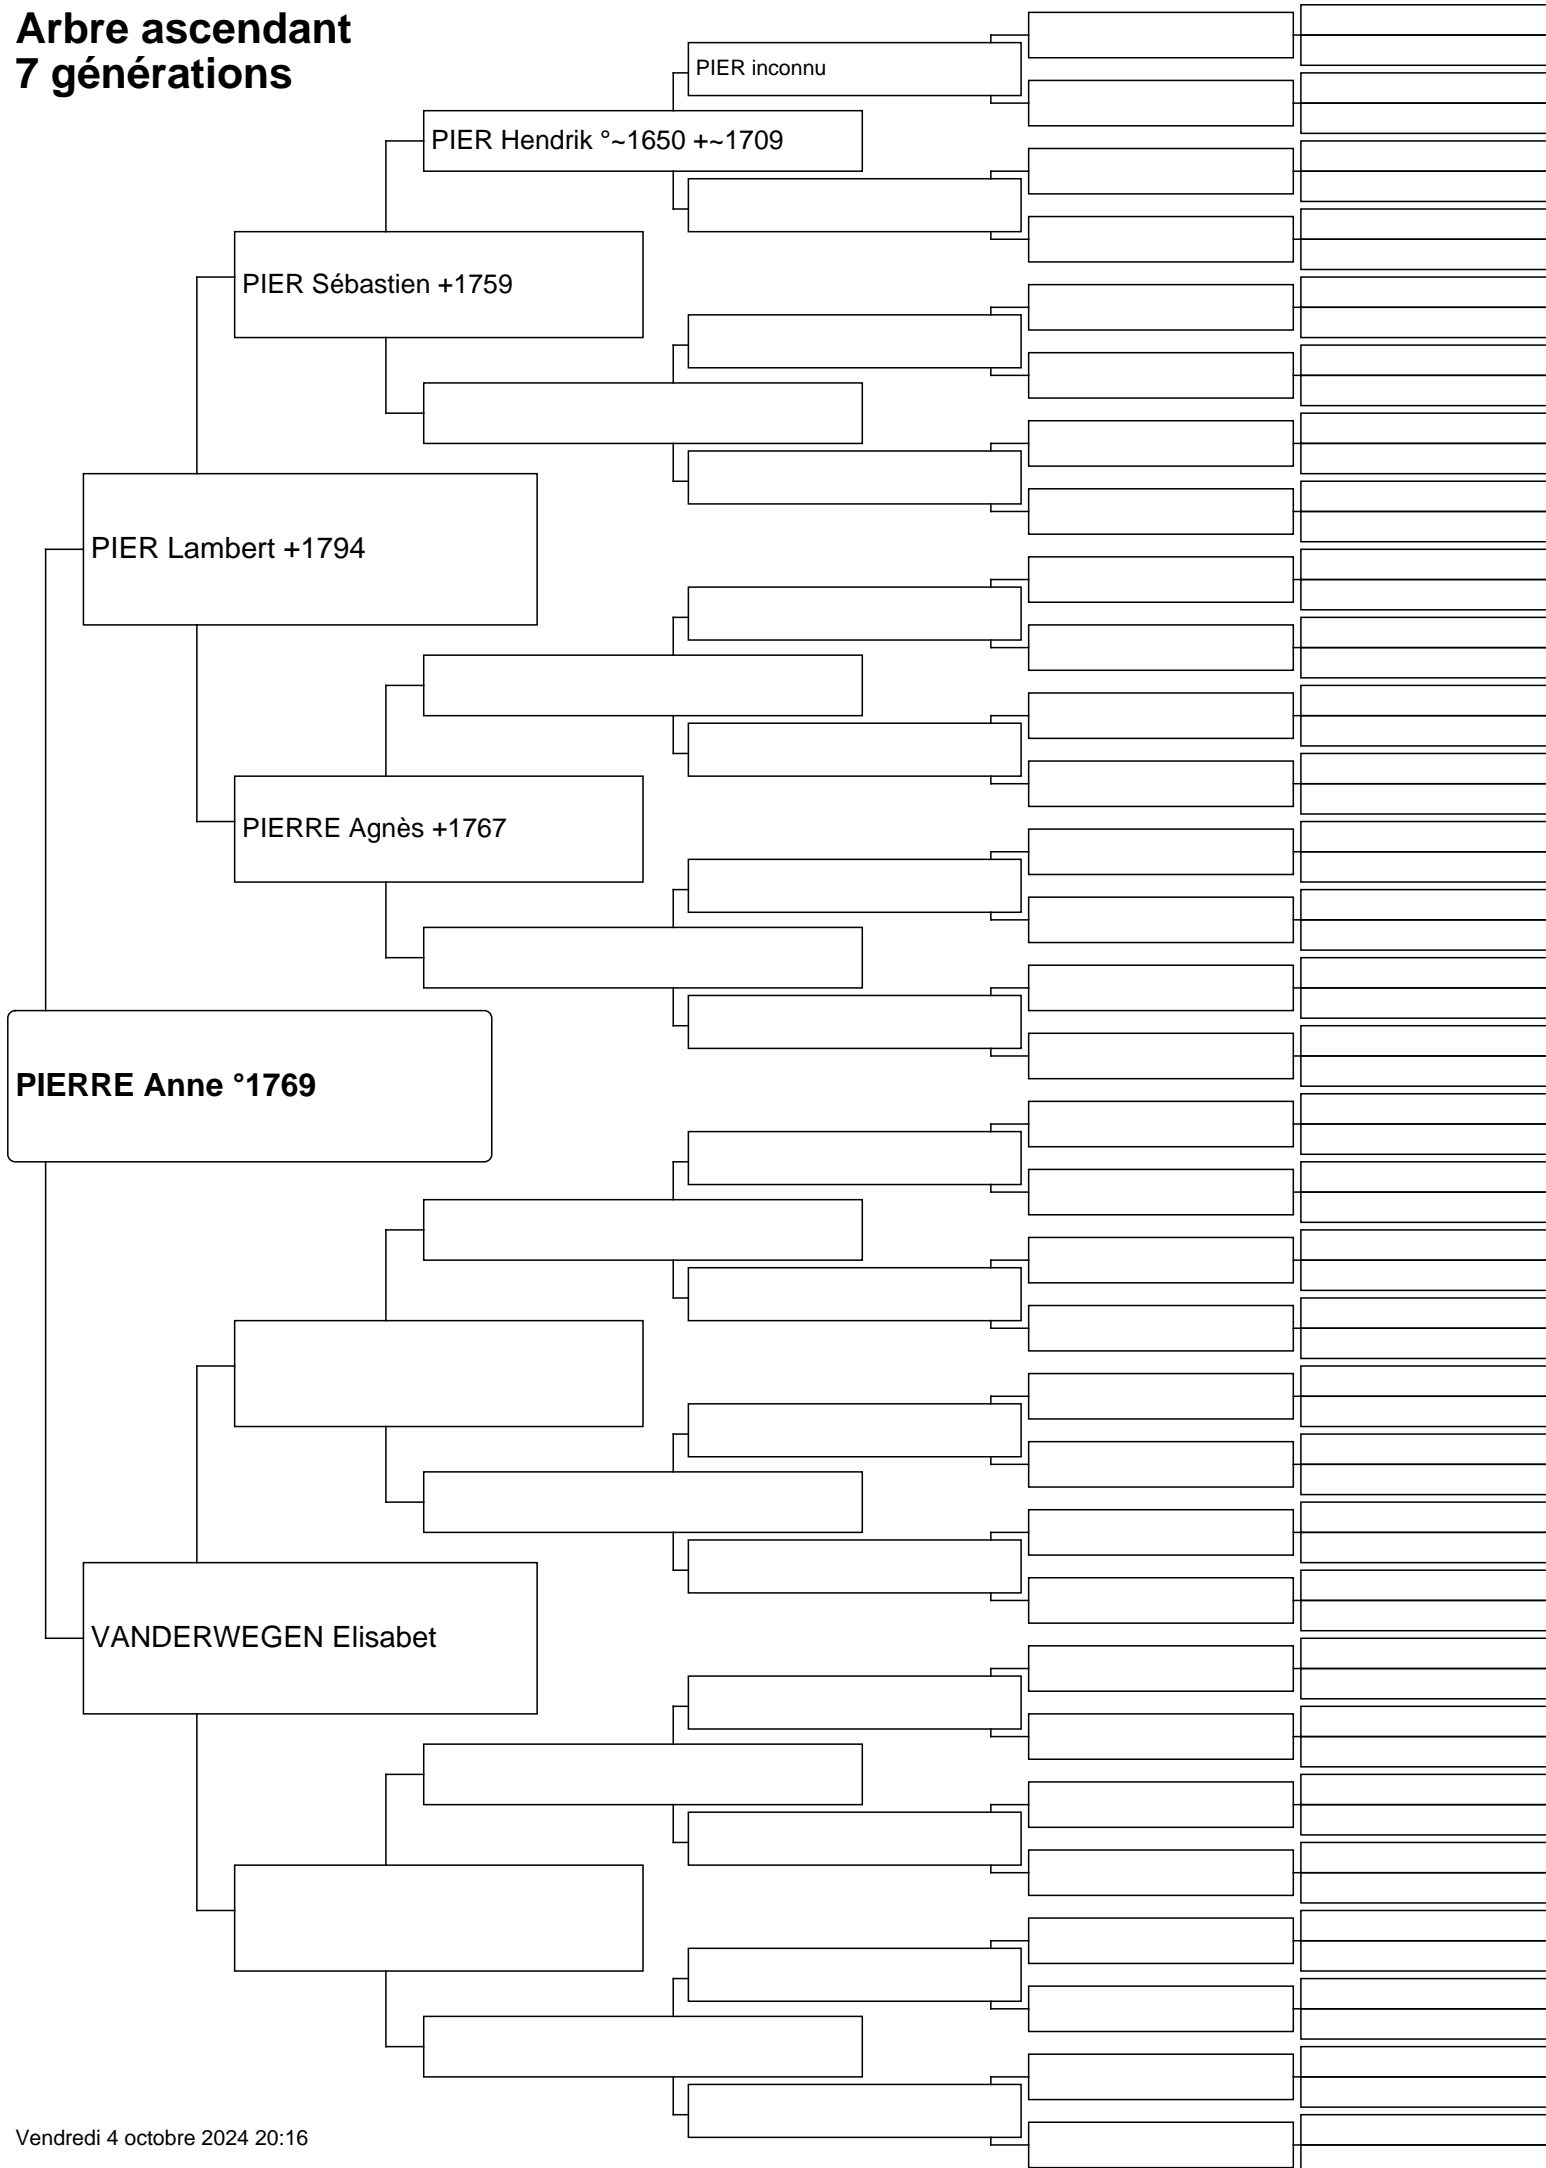 Arbre ascendant
7 générations
PIER inconnu
PIER Hendrik °~1650 +~1709
PIER Sébastien +1759
PIER Lambert +1794
PIERRE Agnès +1767
PIERRE Anne °1769
VANDERWEGEN Elisabet
Vendredi 4 octobre 2024 20:16